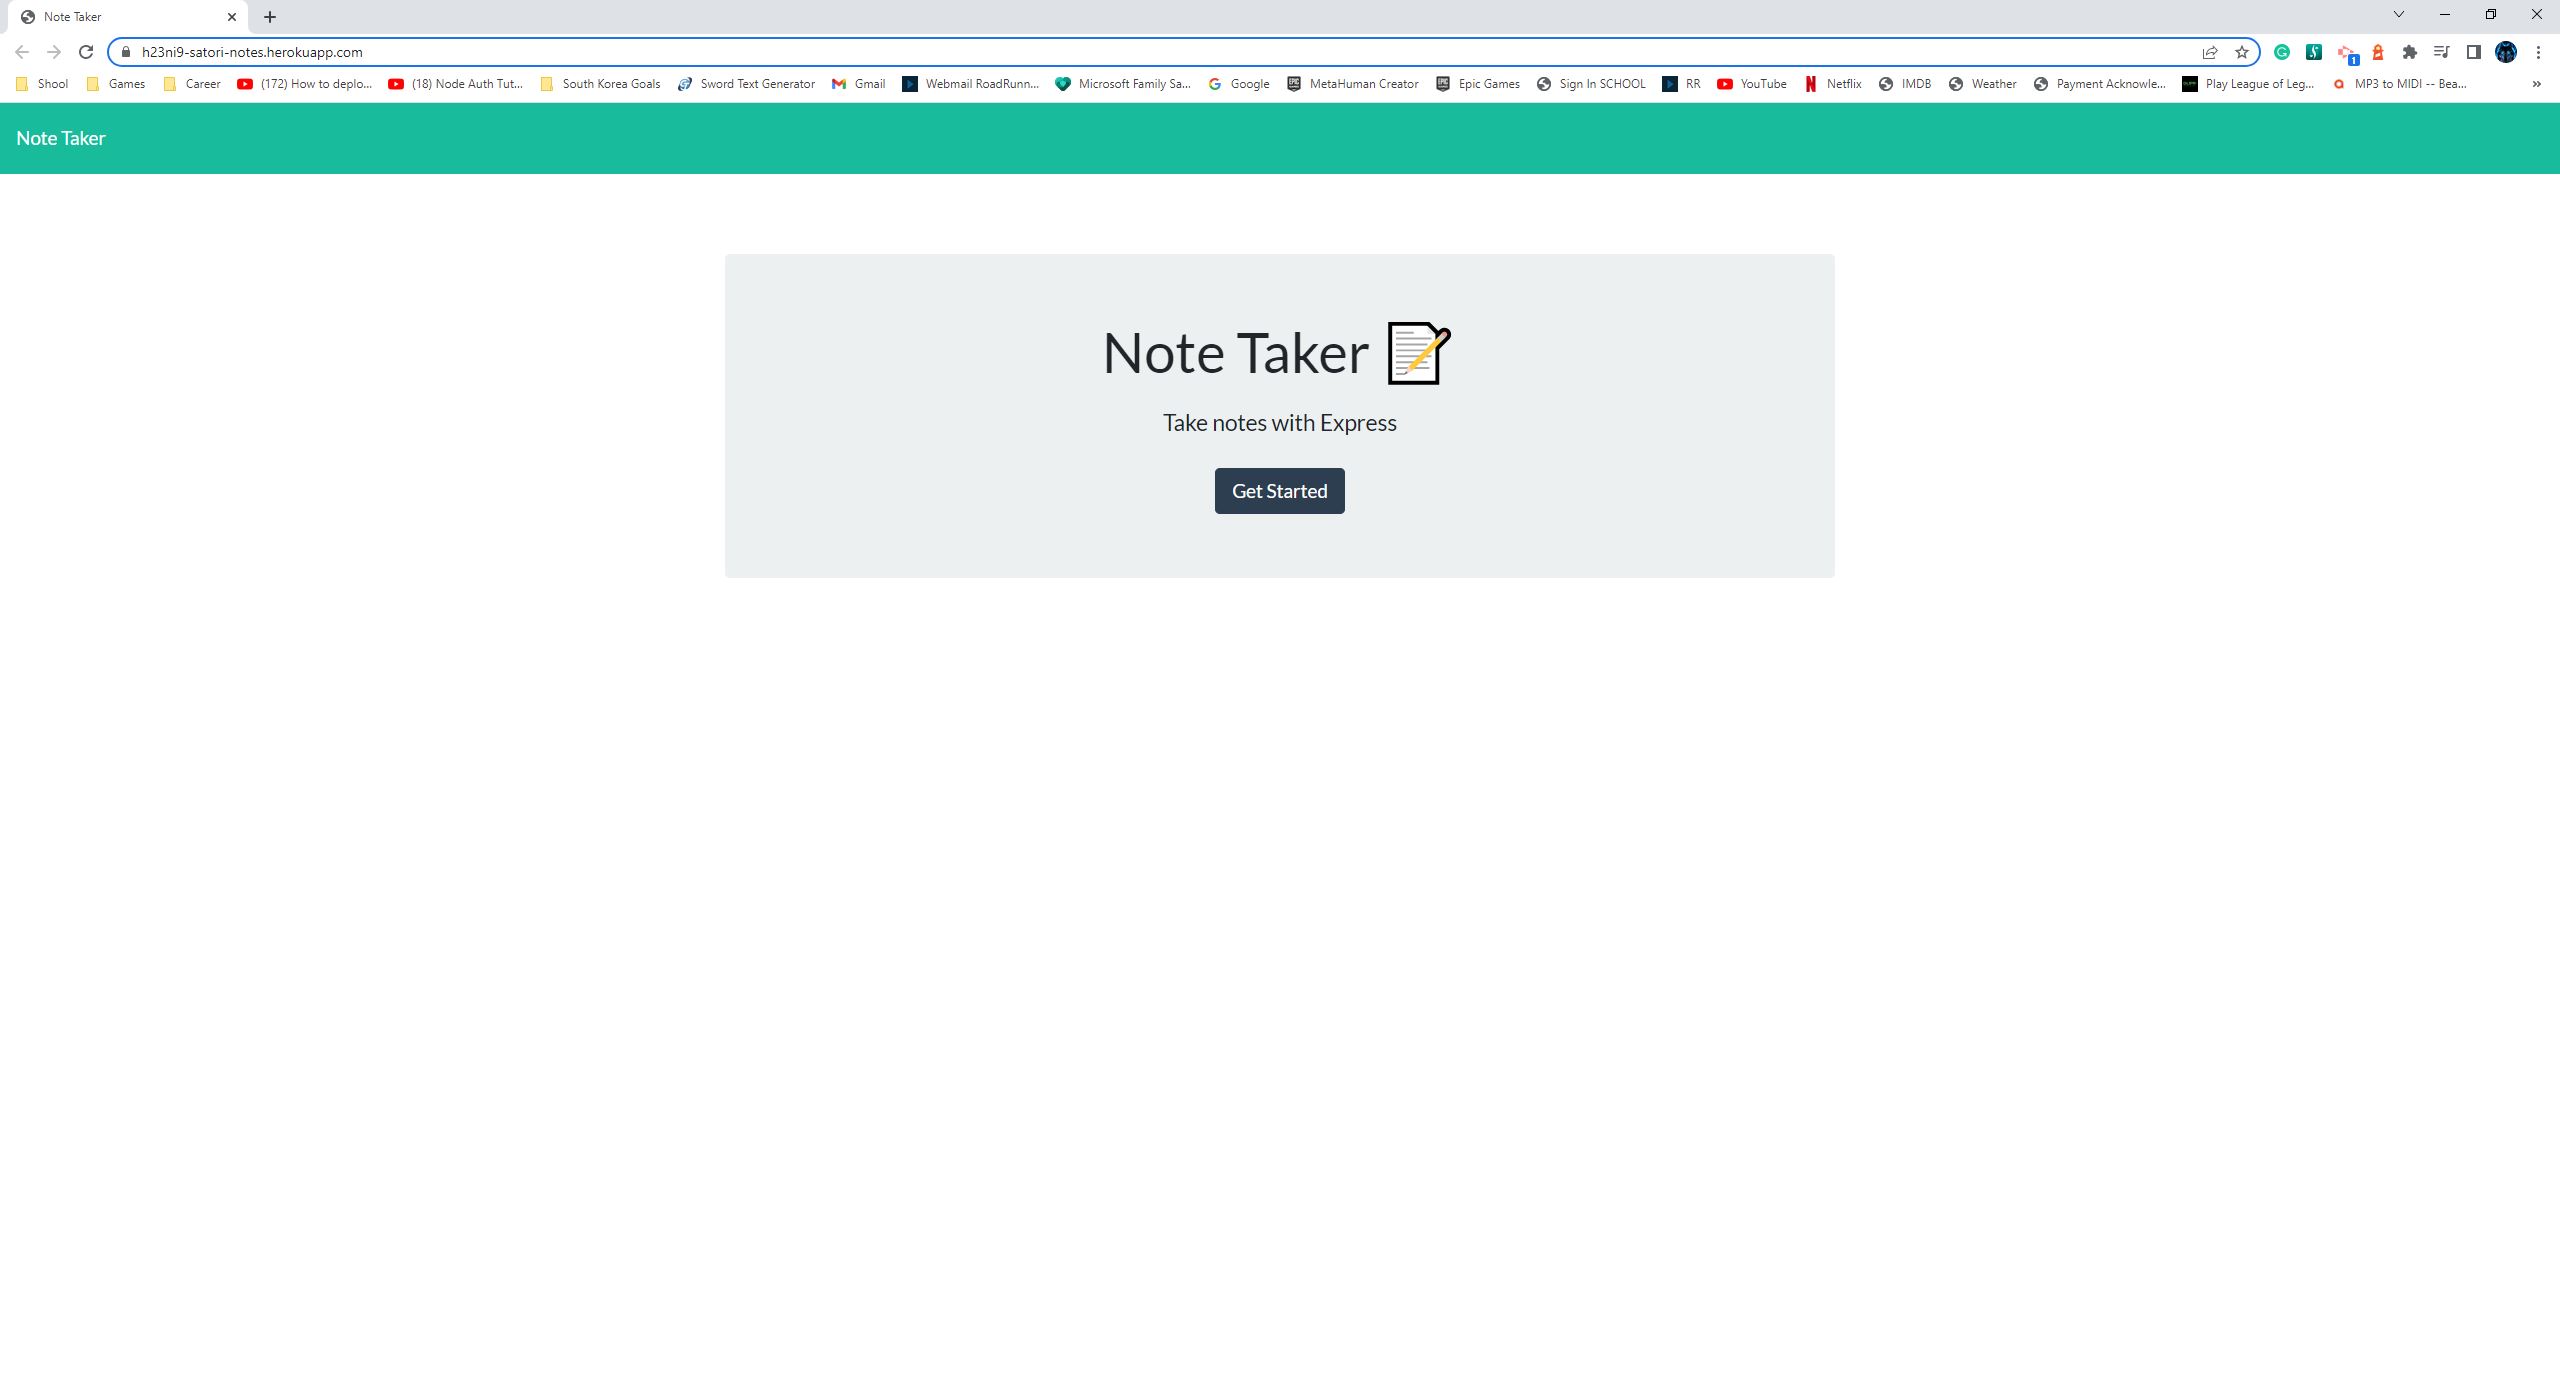 Note Taker
h23ni9-satori-notes.herokuapp.com
1
Shool Games Career (172) How to deplo... (18) Node Auth Tut... South Korea Goals Sword Text Generator Gmail Webmail RoadRunn... Microsoft Family Sa... Google MetaHuman Creator Epic Games Sign In SCHOOL RR YouTube Netflix IMDB Weather Payment Acknowle... Play League of Leg... MP3 to MIDI -- Bea... »
Note Taker
Note Taker
Take notes with Express
Get Started